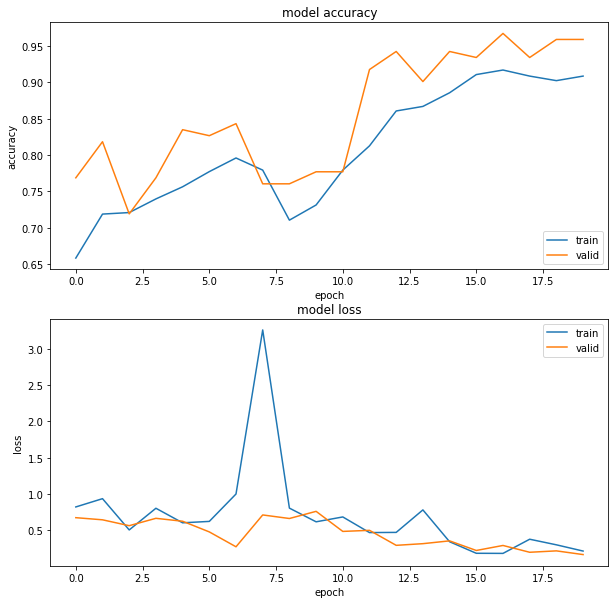 model accuracy
accuracy
0.95
0.90
0.85
0.80
0.75
0.70
0.65
train
valid
0.0 2.5 5.0 7.5 10.0 12.5 15.0 17.5
epoch
model loss
loss
3.0
2.5
2.0
1.5
1.0
0.5
train
valid
0.0 2.5 5.0 7.5 10.0 12.5 15.0 17.5
epoch